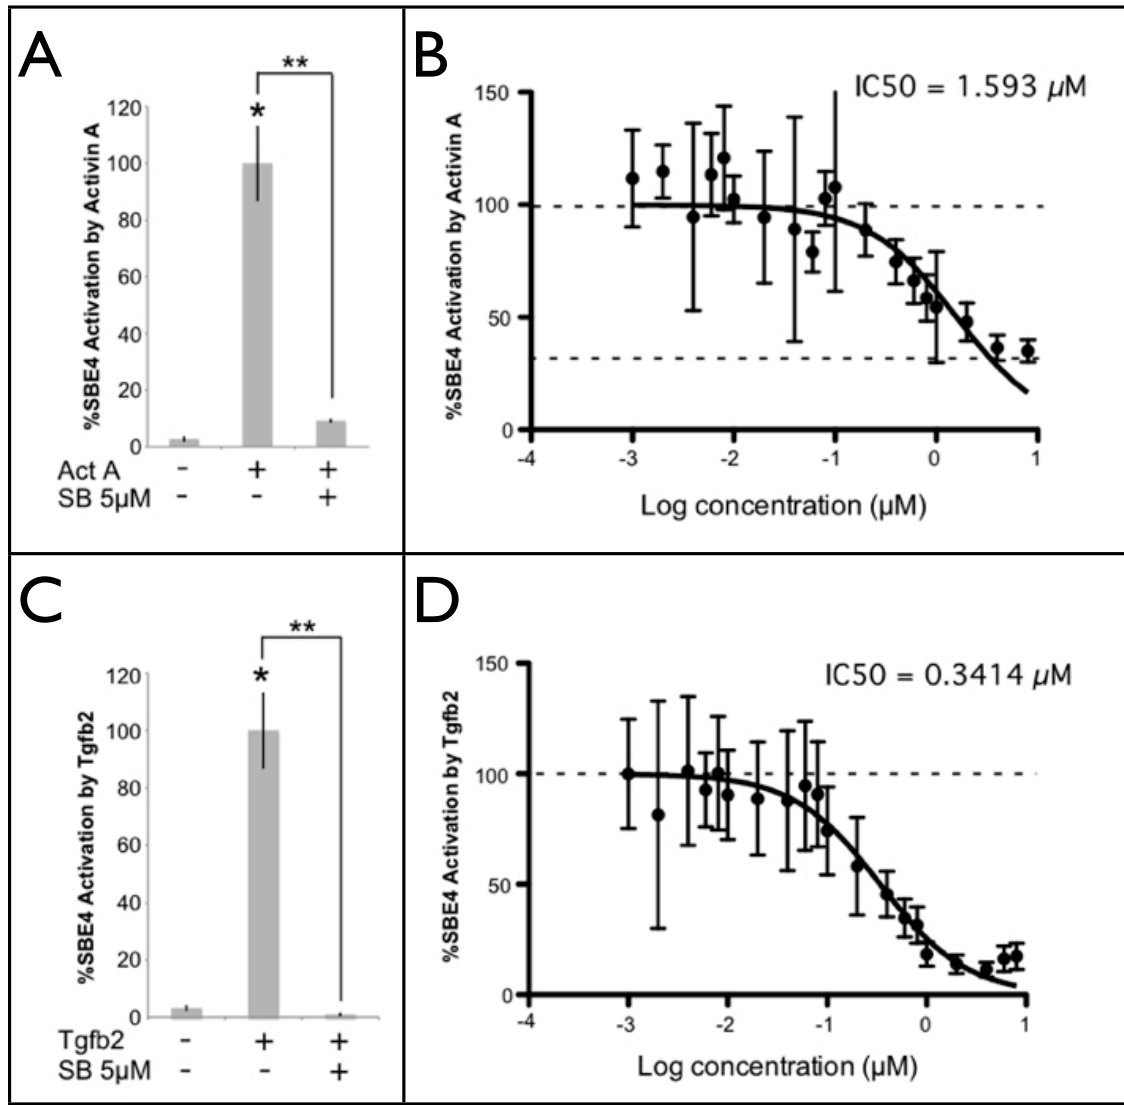 A
**
*
%SBE4 Activation by Activin A
120
100
80
60
40
20
0
Act A - + +
SB 5µM - - +
B
IC50 = 1.593 µM
%SBE4 Activation by Activin A
150
100
50
0
-4 -3 -2 -1 0 1
Log concentration (µM)
C
**
*
%SBE4 Activation by Tgfb2
120
100
80
60
40
20
0
Tgfb2 - + +
SB 5µM - - +
D
IC50 = 0.3414 µM
%SBE4 Activation by Tgfb2
150
100
50
0
-4 -3 -2 -1 0 1
Log concentration (µM)